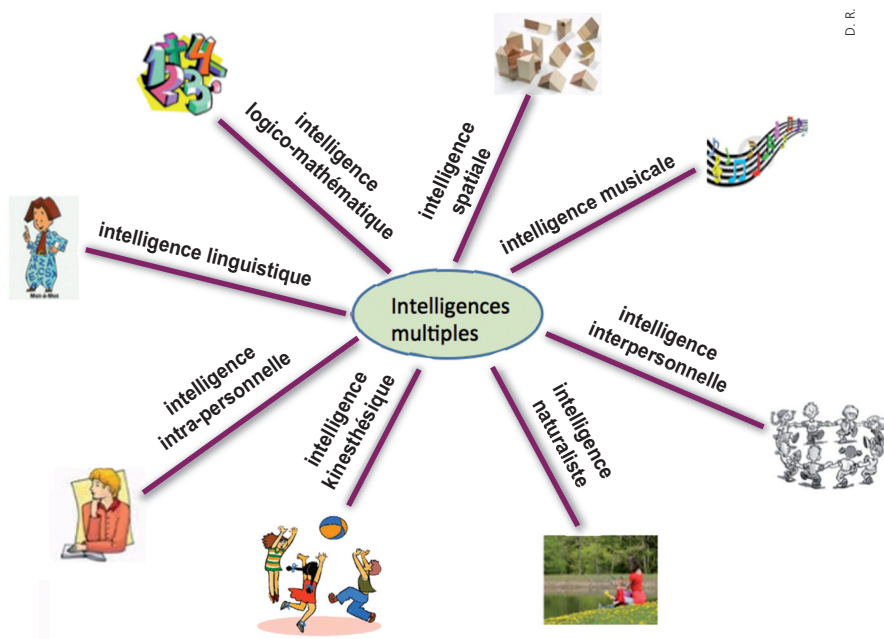 D. R.
intelligence
logico-mathématique
intelligence
spatiale
intelligence musicale
intelligence linguistique
Intelligences
multiples
intelligence
interpersonnelle
intelligence
intra-personnelle
intelligence
kinesthésique
intelligence
naturaliste